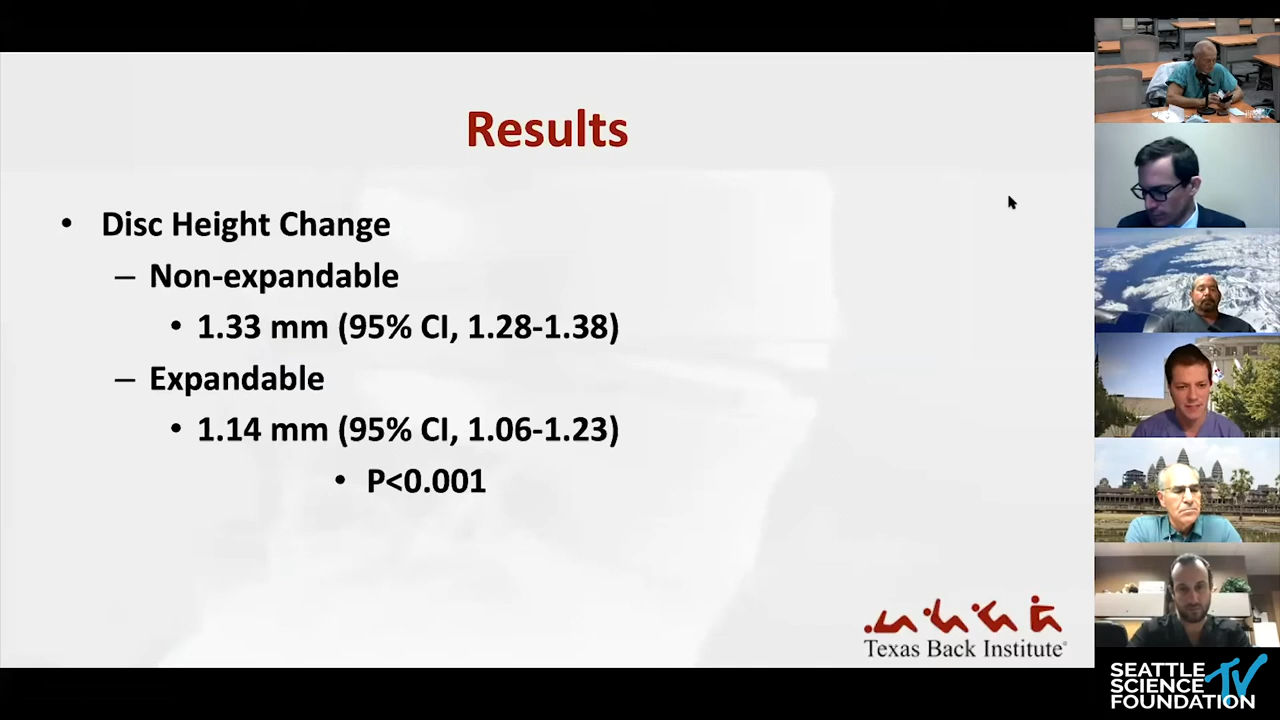 Results
• Disc Height Change
– Non-expandable
• 1.33 mm (95% CI, 1.28-1.38)
– Expandable
• 1.14 mm (95% CI, 1.06-1.23)
• P<0.001
Texas Back Institute®
SEATTLE
SCIENCE TV
FOUNDATION